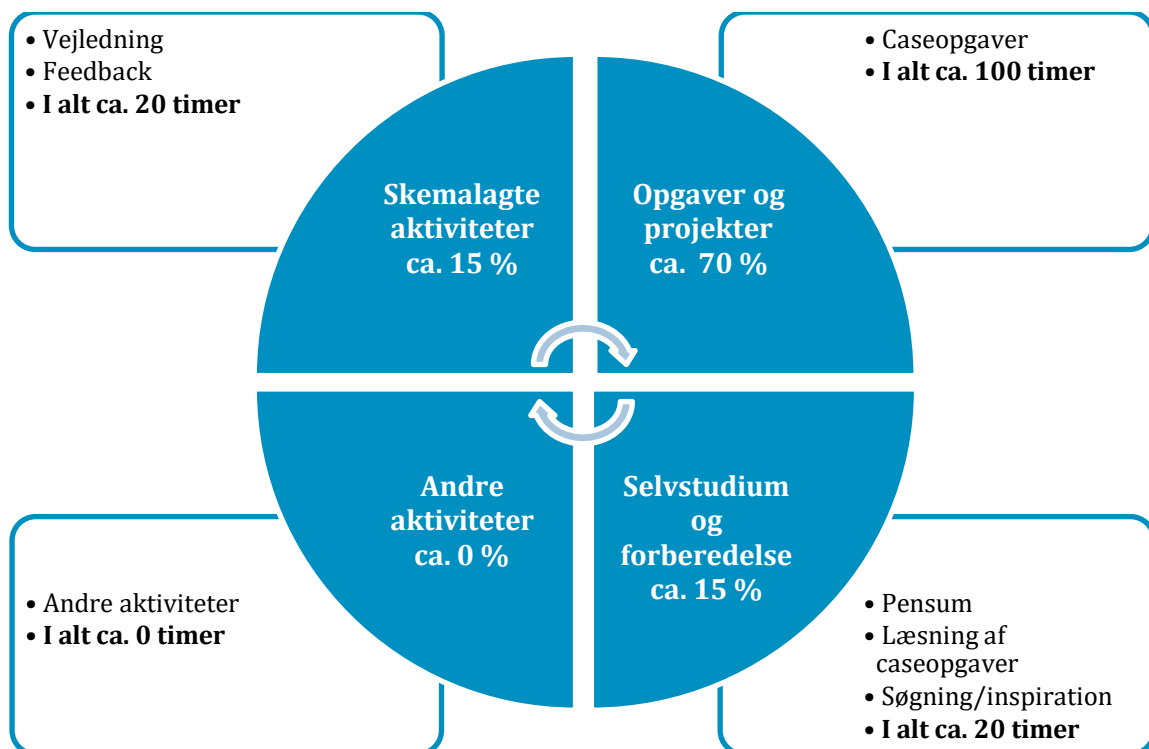 • Vejledning
• Feedback
• I alt ca. 20 timer
• Caseopgaver
• I alt ca. 100 timer
Skemalagte
aktiviteter
ca. 15 %
Opgaver og
projekter
ca. 70 %
Andre
aktiviteter
ca. 0 %
Selvstudium
og
forberedelse
ca. 15 %
• Andre aktiviteter
• I alt ca. 0 timer
• Pensum
• Læsning af
caseopgaver
• Søgning/inspiration
• I alt ca. 20 timer